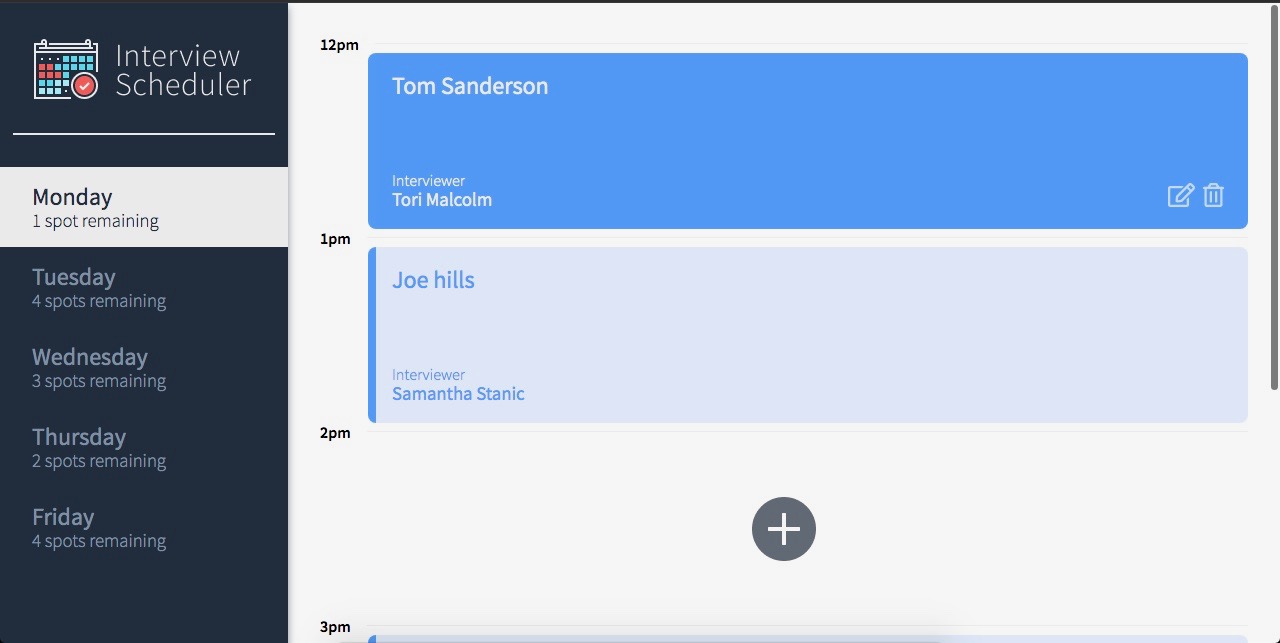 Interview
Scheduler
Monday
1 spot remaining
Tuesday
4 spots remaining
Wednesday
3 spots remaining
Thursday
2 spots remaining
Friday
4 spots remaining
12pm
Tom Sanderson
Interviewer
Tori Malcolm
1pm
Joe hills
Interviewer
Samantha Stanic
2pm
3pm